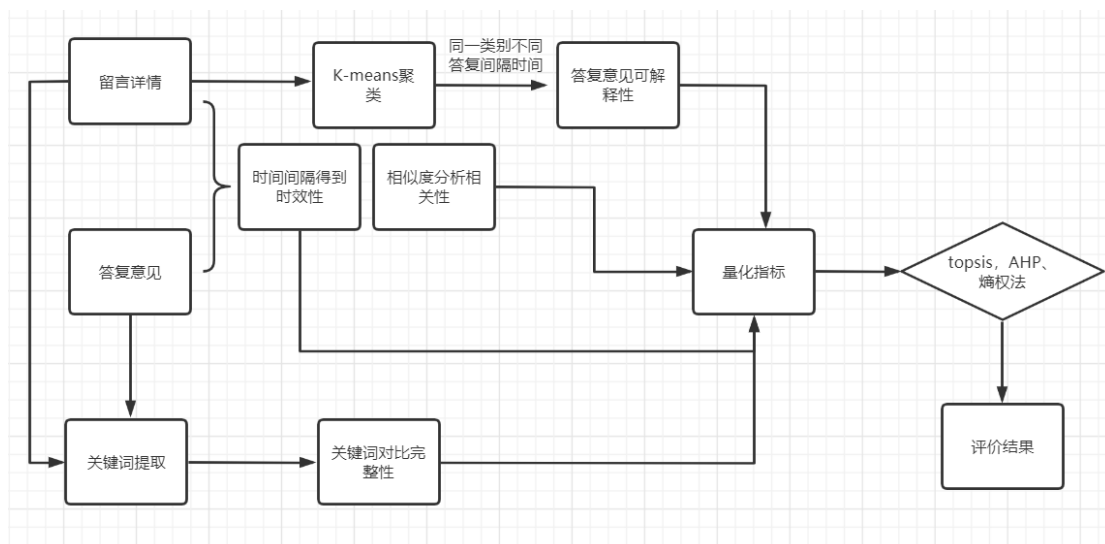 留言详情
K-means聚
类
同一类别不同
答复间隔时间
答复意见可解
释性
时间间隔得到
时效性
相似度分析相
关性
答复意见
量化指标
topsis，AHP、
熵权法
关键词提取
关键词对比完
整性
评价结果